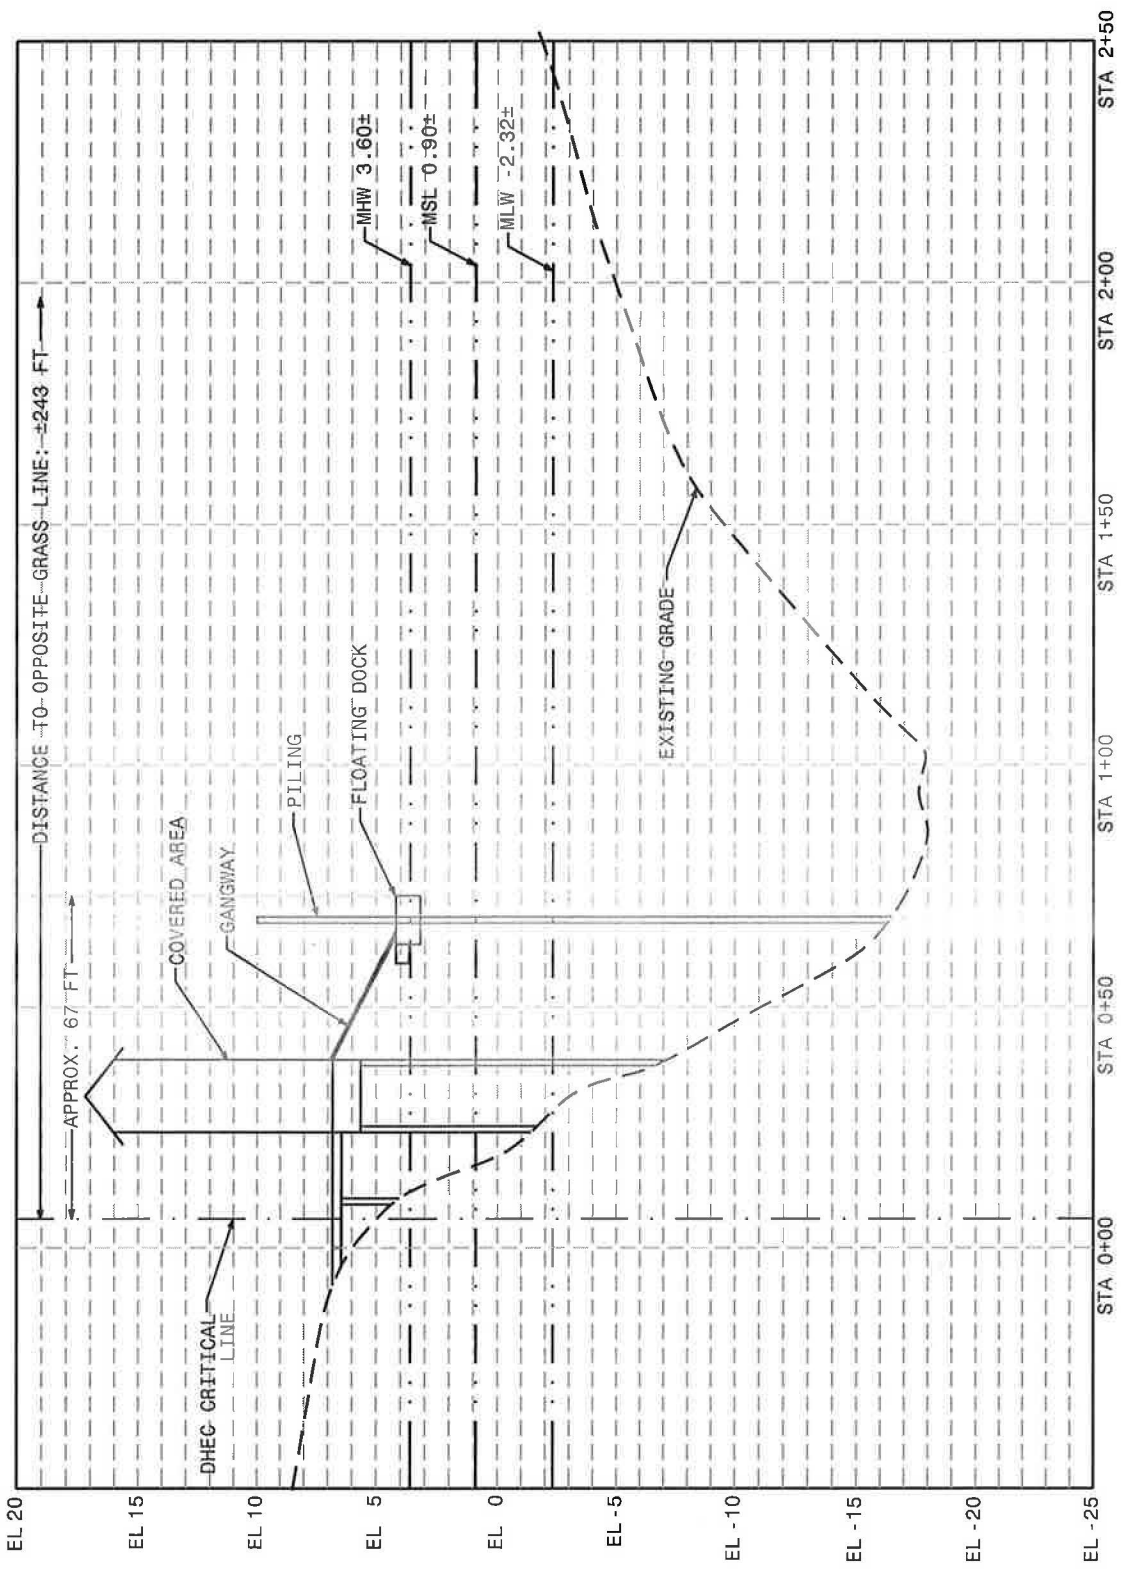 DISTANCE TO OPPOSITE GRASS LINE: ±243 FT
APPROX. 67 FT
DHEC CRITICAL
LINE
COVERED AREA
GANGWAY
PILING
FLOATING DOCK
MHW 3.60±
MSL 0.90±
MLW -2.32±
EXISTING GRADE
EL 20
EL 15
EL 10
EL 5
EL 0
EL -5
EL -10
EL -15
EL -20
EL -25
STA 0+00
STA 0+50
STA 1+00
STA 1+50
STA 2+00
STA 2+50